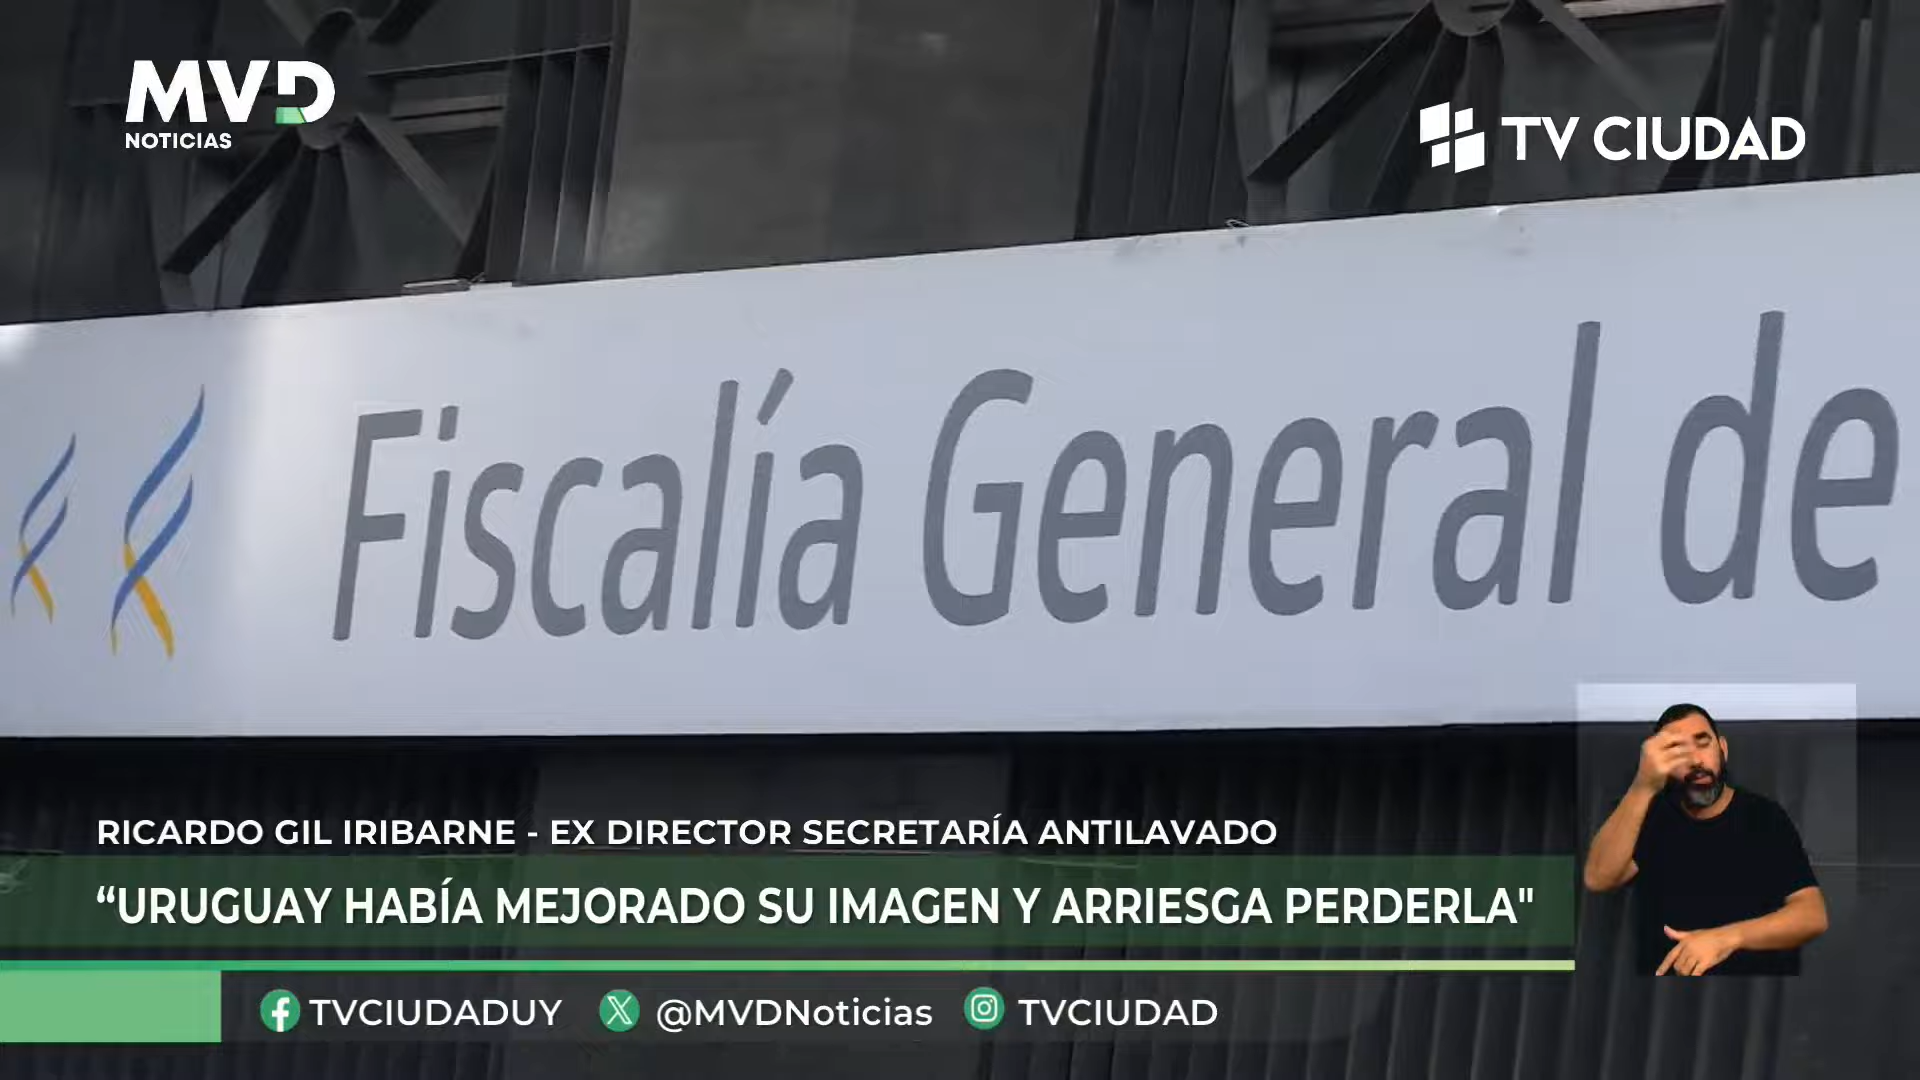 MVD
NOTICIAS
TV CIUDAD
Fiscalía General de
RICARDO GIL IRIBARNE - EX DIRECTOR SECRETARÍA ANTILAVADO
“URUGUAY HABÍA MEJORADO SU IMAGEN Y ARRIESGA PERDERLA"
TVCIUDADUY @MVDNoticias TVCIUDAD